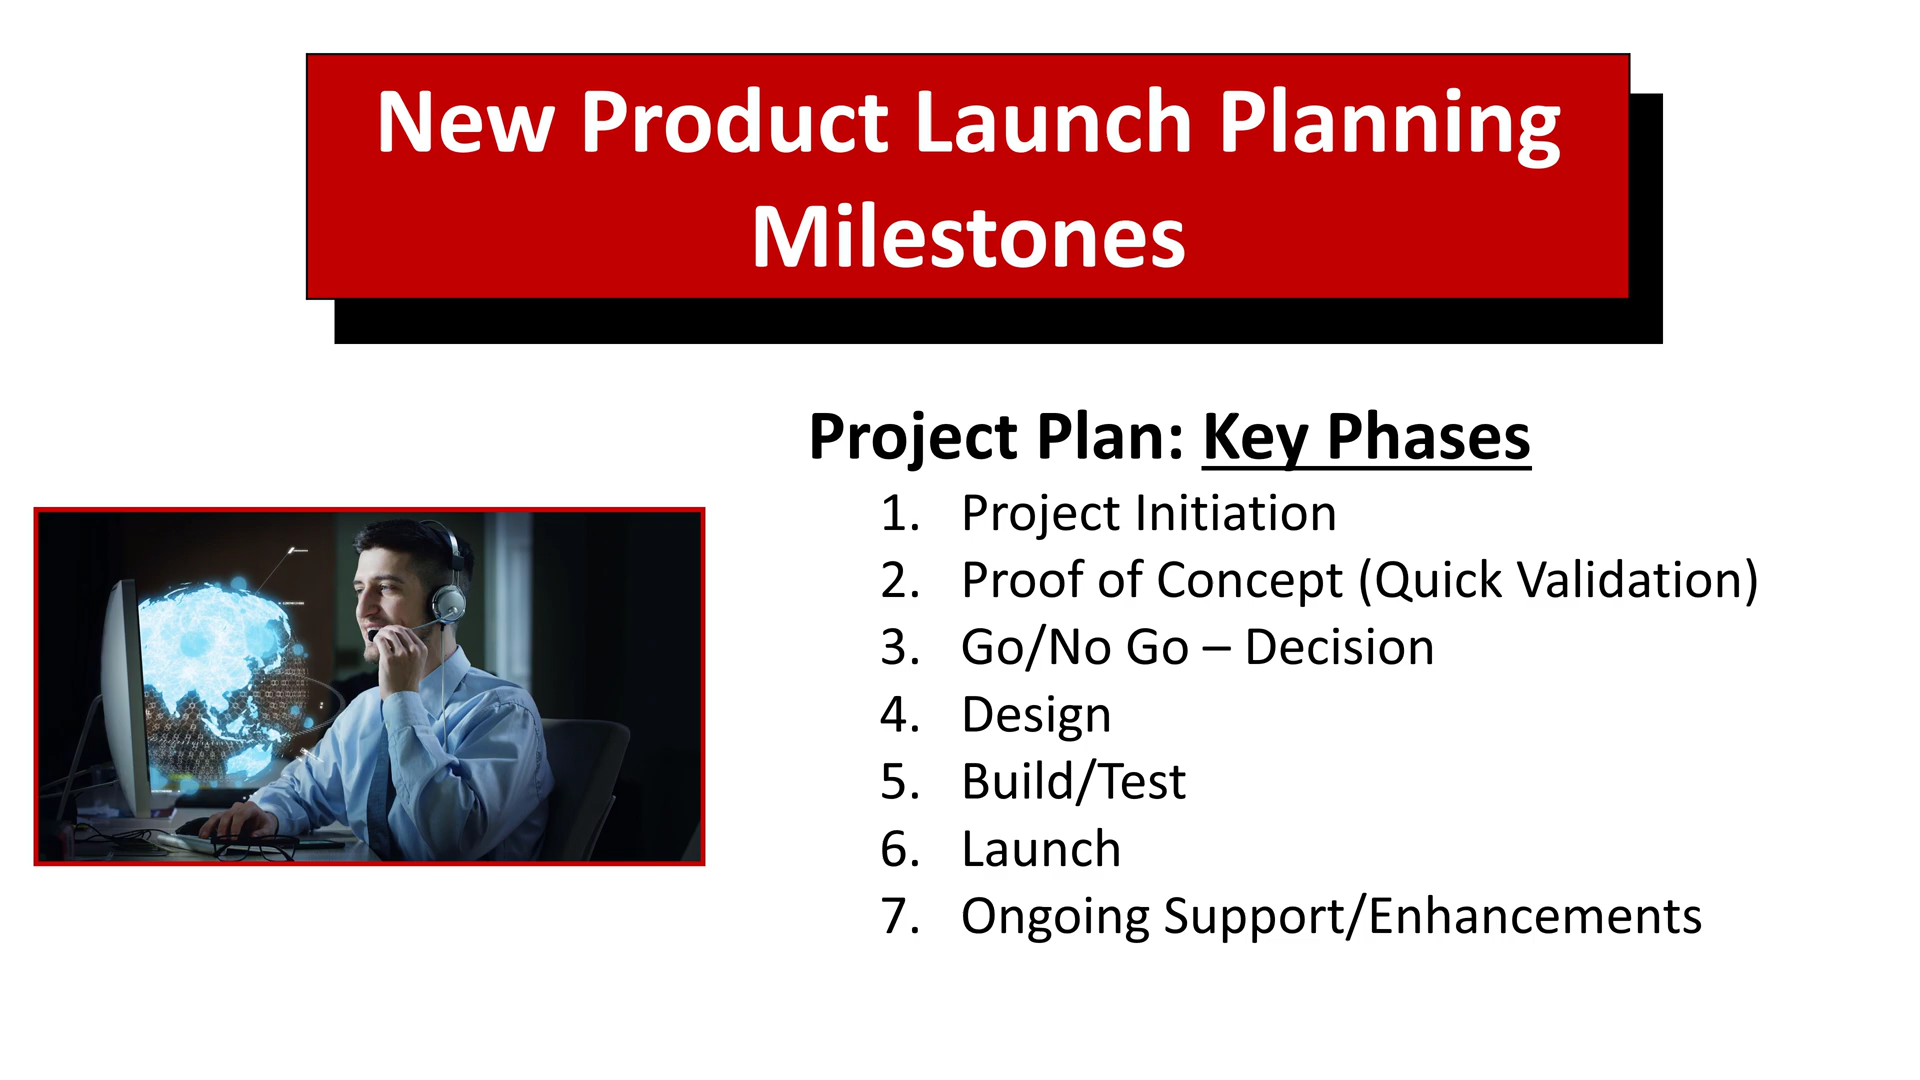 New Product Launch Planning
Milestones
Project Plan: Key Phases
1. Project Initiation
2. Proof of Concept (Quick Validation)
3. Go/No Go – Decision
4. Design
5. Build/Test
6. Launch
7. Ongoing Support/Enhancements